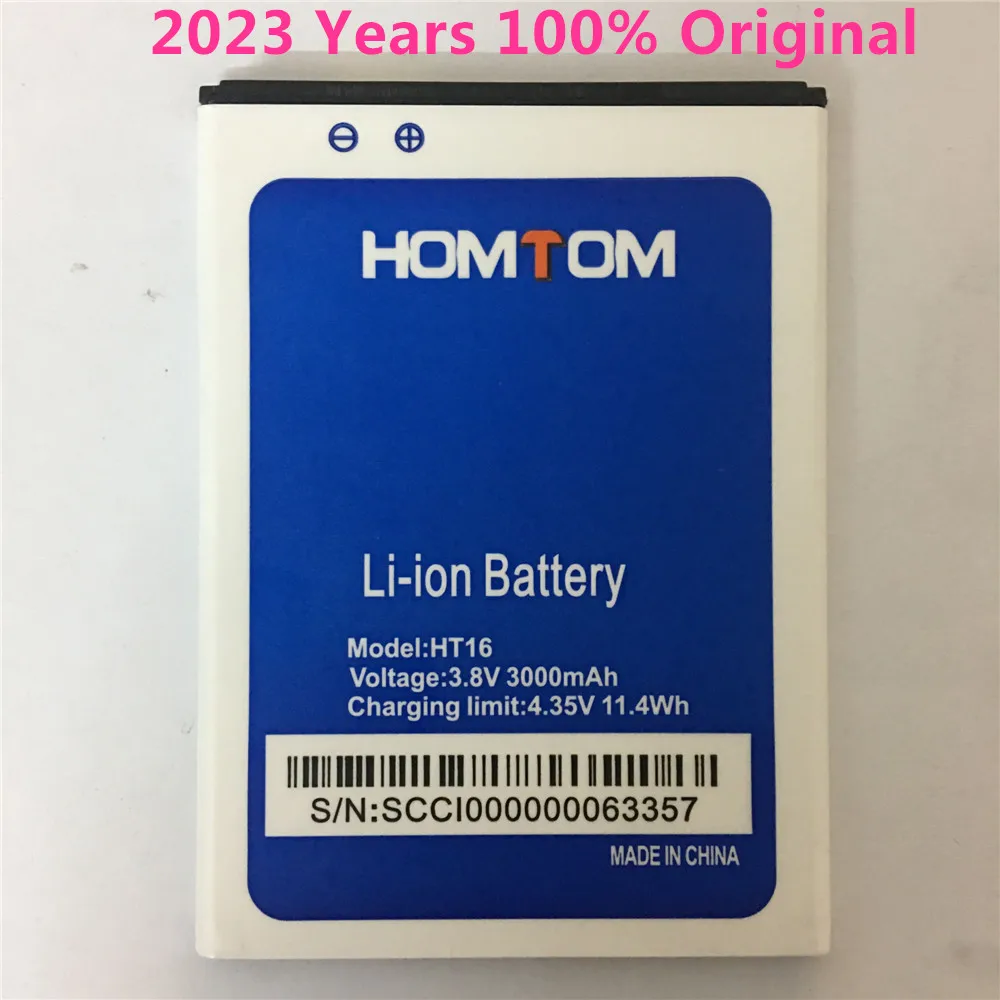 2023 Years 100% Original
HOMTOM
Li-ion Battery
Model:HT16
Voltage:3.8V 3000mAh
Charging limit:4.35V 11.4Wh
S/N:SCCI000000063357
MADE IN CHINA